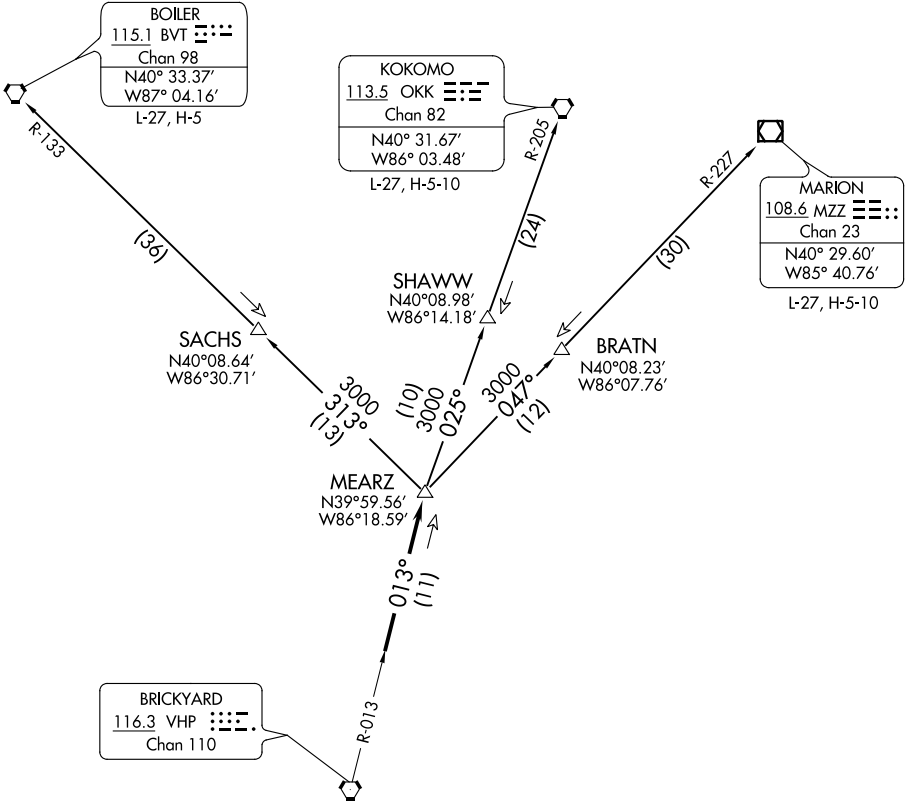 BOILER
115.1 BVT
Chan 98
N40° 33.37′
W87° 04.16′
L-27, H-5
KOKOMO
113.5 OKK
Chan 82
N40° 31.67′
W86° 03.48′
L-27, H-5-10
MARION
108.6 MZZ
Chan 23
N40° 29.60′
W85° 40.76′
L-27, H-5-10
R-133
R-205
R-227
(36)
(24)
(30)
SACHS
N40°08.64′
W86°30.71′
SHAWW
N40°08.98′
W86°14.18′
BRATN
N40°08.23′
W86°07.76′
3000
313°
(13)
(10)
3000
025°
3000
047°
(12)
MEARZ
N39°59.56′
W86°18.59′
013°
(11)
R-013
BRICKYARD
116.3 VHP
Chan 110